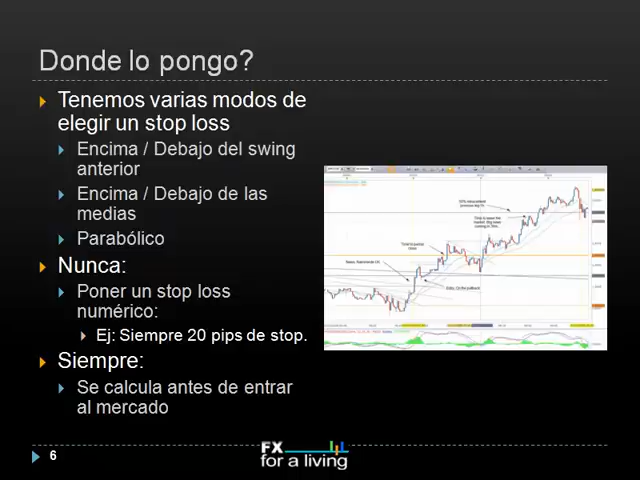 Donde lo pongo?
Tenemos varias modos de
elegir un stop loss
Encima / Debajo del swing
anterior
Encima / Debajo de las
medias
Parabólico
Nunca:
Poner un stop loss
numérico:
Ej: Siempre 20 pips de stop.
Siempre:
Se calcula antes de entrar
al mercado
6
FX
for a living